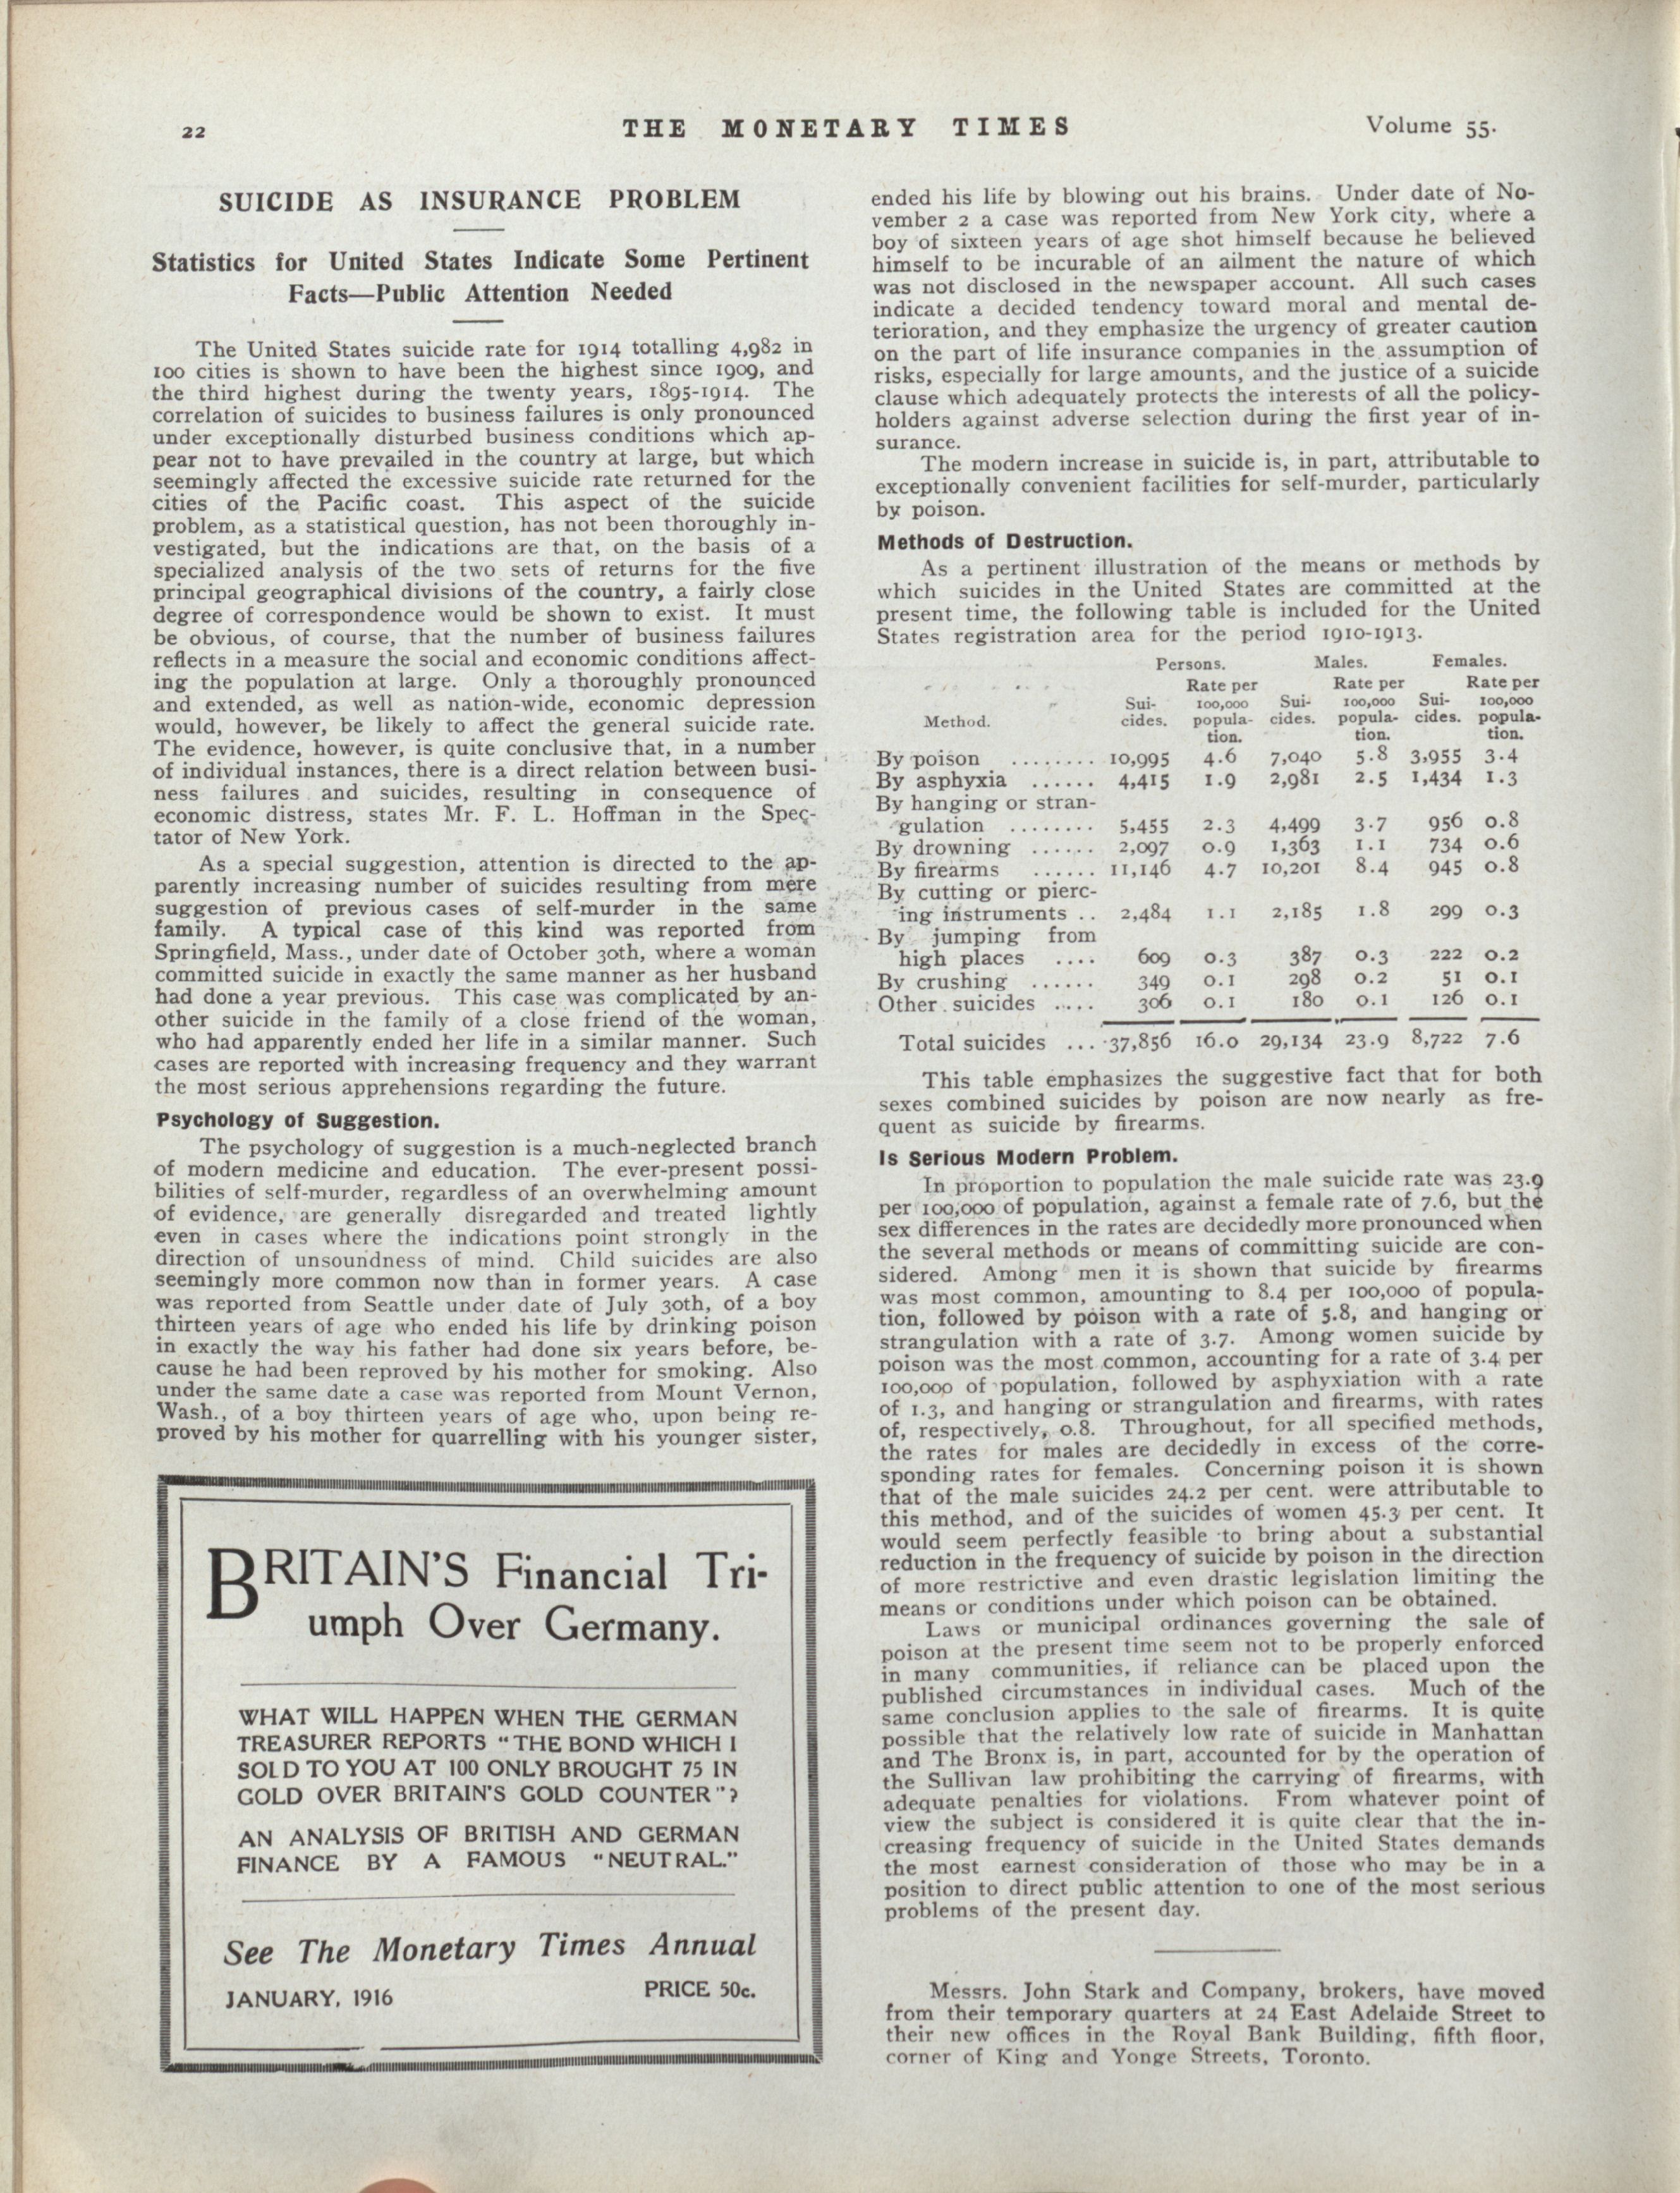 22
THE MONETARY TIMES
Volume 55.
SUICIDE AS INSURANCE PROBLEM
Statistics for United States Indicate Some Pertinent
Facts—Public Attention Needed
The United States suicide rate for 1914 totalling 4,982 in
100 cities is shown to have been the highest since 1909, and
the third highest during the twenty years, 1895-1914. The
correlation of suicides to business failures is only pronounced
under exceptionally disturbed business conditions which ap-
pear not to have prevailed in the country at large, but which
seemingly affected the excessive suicide rate returned for the
cities of the Pacific coast. This aspect of the suicide
problem, as a statistical question, has not been thoroughly in-
vestigated, but the indications are that, on the basis of a
specialized analysis of the two sets of returns for the five
principal geographical divisions of the country, a fairly close
degree of correspondence would be shown to exist. It must
be obvious, of course, that the number of business failures
reflects in a measure the social and economic conditions affect-
ing the population at large. Only a thoroughly pronounced
and extended, as well as nation-wide, economic depression
would, however, be likely to affect the general suicide rate.
The evidence, however, is quite conclusive that, in a number
of individual instances, there is a direct relation between busi-
ness failures and suicides, resulting in consequence of
economic distress, states Mr. F. L. Hoffman in the Spec-
tator of New York.
As a special suggestion, attention is directed to the ap-
parently increasing number of suicides resulting from mere
suggestion of previous cases of self-murder in the same
family. A typical case of this kind was reported from
Springfield, Mass., under date of October 30th, where a woman
committed suicide in exactly the same manner as her husband
had done a year previous. This case was complicated by an-
other suicide in the family of a close friend of the woman,
who had apparently ended her life in a similar manner. Such
cases are reported with increasing frequency and they warrant
the most serious apprehensions regarding the future.
Psychology of Suggestion.
The psychology of suggestion is a much-neglected branch
of modern medicine and education. The ever-present possi-
bilities of self-murder, regardless of an overwhelming amount
of evidence, are generally disregarded and treated lightly
even in cases where the indications point strongly in the
direction of unsoundness of mind. Child suicides are also
seemingly more common now than in former years. A case
was reported from Seattle under date of July 30th, of a boy
thirteen years of age who ended his life by drinking poison
in exactly the way his father had done six years before, be-
cause he had been reproved by his mother for smoking. Also
under the same date a case was reported from Mount Vernon,
Wash., of a boy thirteen years of age who, upon being re-
proved by his mother for quarrelling with his younger sister,
BRITAIN'S Financial Tri-
umph Over Germany.
WHAT WILL HAPPEN WHEN THE GERMAN
TREASURER REPORTS "THE BOND WHICH I
SOLD TO YOU AT 100 ONLY BROUGHT 75 IN
GOLD OVER BRITAIN'S GOLD COUNTER"?
AN ANALYSIS OF BRITISH AND GERMAN
FINANCE BY A FAMOUS "NEUTRAL."
See The Monetary Times Annual
JANUARY, 1916 PRICE 50c.
ended his life by blowing out his brains. Under date of No-
vember 2 a case was reported from New York city, where a
boy of sixteen years of age shot himself because he believed
himself to be incurable of an ailment the nature of which
was not disclosed in the newspaper account. All such cases
indicate a decided tendency toward moral and mental de-
terioration, and they emphasize the urgency of greater caution
on the part of life insurance companies in the assumption of
risks, especially for large amounts, and the justice of a suicide
clause which adequately protects the interests of all the policy-
holders against adverse selection during the first year of in-
surance.
The modern increase in suicide is, in part, attributable to
exceptionally convenient facilities for self-murder, particularly
by poison.
Methods of Destruction.
As a pertinent illustration of the means or methods by
which suicides in the United States are committed at the
present time, the following table is included for the United
States registration area for the period 1910-1913.
Persons. Males. Females.
Rate per Rate per Rate per
Sui- 100,000 Sui- 100,000 Sui- 100,000
Method. cides. popula- cides. popula- cides. popula-
tion. tion. tion.
By poison ........ 10,995 4.6 7,040 5.8 3,955 3.4
By asphyxia ...... 4,415 1.9 2,981 2.5 1,434 1.3
By hanging or stran-
gulation ........ 5,455 2.3 4,499 3.7 956 0.8
By drowning ...... 2,097 0.9 1,363 1.1 734 0.6
By firearms ...... 11,146 4.7 10,201 8.4 945 0.8
By cutting or pierc-
ing instruments .. 2,484 1.1 2,185 1.8 299 0.3
By jumping from
high places .... 609 0.3 387 0.3 222 0.2
By crushing ...... 349 0.1 298 0.2 51 0.1
Other suicides .... 306 0.1 180 0.1 126 0.1
Total suicides ... 37,856 16.0 29,134 23.9 8,722 7.6
This table emphasizes the suggestive fact that for both
sexes combined suicides by poison are now nearly as fre-
quent as suicide by firearms.
Is Serious Modern Problem.
In proportion to population the male suicide rate was 23.9
per 100,000 of population, against a female rate of 7.6, but the
sex differences in the rates are decidedly more pronounced when
the several methods or means of committing suicide are con-
sidered. Among men it is shown that suicide by firearms
was most common, amounting to 8.4 per 100,000 of popula-
tion, followed by poison with a rate of 5.8, and hanging or
strangulation with a rate of 3.7. Among women suicide by
poison was the most common, accounting for a rate of 3.4 per
100,000 of population, followed by asphyxiation with a rate
of 1.3, and hanging or strangulation and firearms, with rates
of, respectively, 0.8. Throughout, for all specified methods,
the rates for males are decidedly in excess of the corre-
sponding rates for females. Concerning poison it is shown
that of the male suicides 24.2 per cent. were attributable to
this method, and of the suicides of women 45.3 per cent. It
would seem perfectly feasible to bring about a substantial
reduction in the frequency of suicide by poison in the direction
of more restrictive and even drastic legislation limiting the
means or conditions under which poison can be obtained.
Laws or municipal ordinances governing the sale of
poison at the present time seem not to be properly enforced
in many communities, if reliance can be placed upon the
published circumstances in individual cases. Much of the
same conclusion applies to the sale of firearms. It is quite
possible that the relatively low rate of suicide in Manhattan
and The Bronx is, in part, accounted for by the operation of
the Sullivan law prohibiting the carrying of firearms, with
adequate penalties for violations. From whatever point of
view the subject is considered it is quite clear that the in-
creasing frequency of suicide in the United States demands
the most earnest consideration of those who may be in a
position to direct public attention to one of the most serious
problems of the present day.
Messrs. John Stark and Company, brokers, have moved
from their temporary quarters at 24 East Adelaide Street to
their new offices in the Royal Bank Building, fifth floor,
corner of King and Yonge Streets, Toronto.